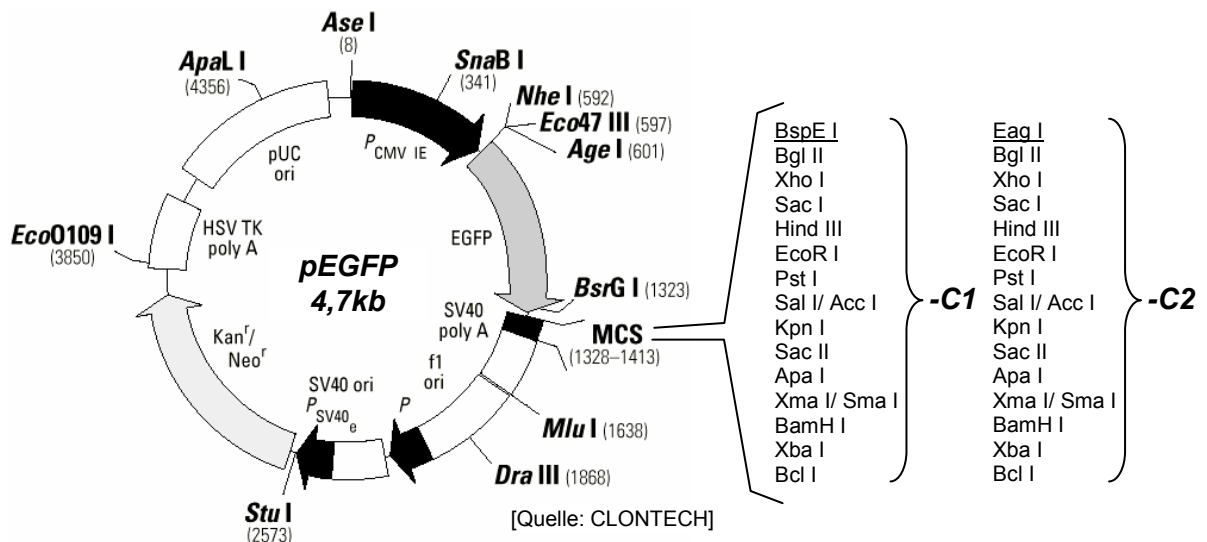 Ase I
(8)
ApaL I
(4356)
SnaB I
(341)
Nhe I (592)
Eco47 III (597)
Age I (601)
P CMV IE
pUC
ori
HSV TK
poly A
EcoO109 I
(3850)
EGFP
pEGFP
4,7kb
BsrG I (1323)
SV40
poly A
MCS
(1328–1413)
f1
ori
Kan r/
Neo r
SV40 ori
P SV40 e
P
Mlu I (1638)
Dra III (1868)
Stu I
(2573)
[Quelle: CLONTECH]
BspE I
Bgl II
Xho I
Sac I
Hind III
EcoR I
Pst I
Sal I/ Acc I
Kpn I
Sac II
Apa I
Xma I/ Sma I
BamH I
Xba I
Bcl I
-C1
Eag I
Bgl II
Xho I
Sac I
Hind III
EcoR I
Pst I
Sal I/ Acc I
Kpn I
Sac II
Apa I
Xma I/ Sma I
BamH I
Xba I
Bcl I
-C2